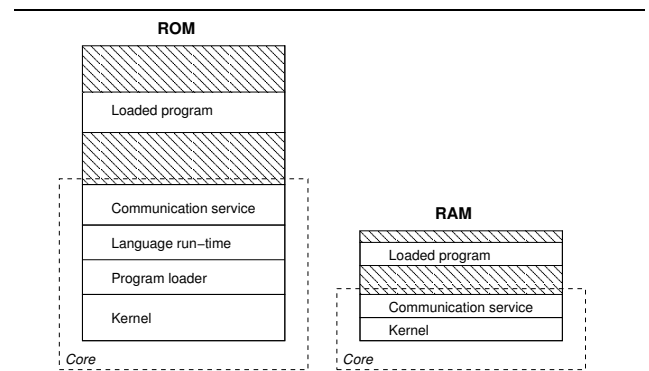 ROM
Loaded program
Communication service
Language run−time
Program loader
Kernel
Core
RAM
Loaded program
Communication service
Kernel
Core